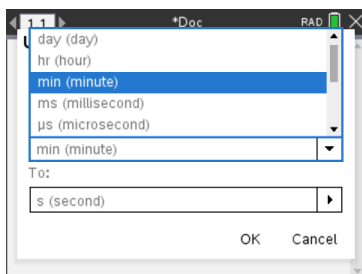 1.1 *Doc RAD
day (day)
hr (hour)
min (minute)
ms (millisecond)
µs (microsecond)
min (minute)
To:
s (second)
OK Cancel